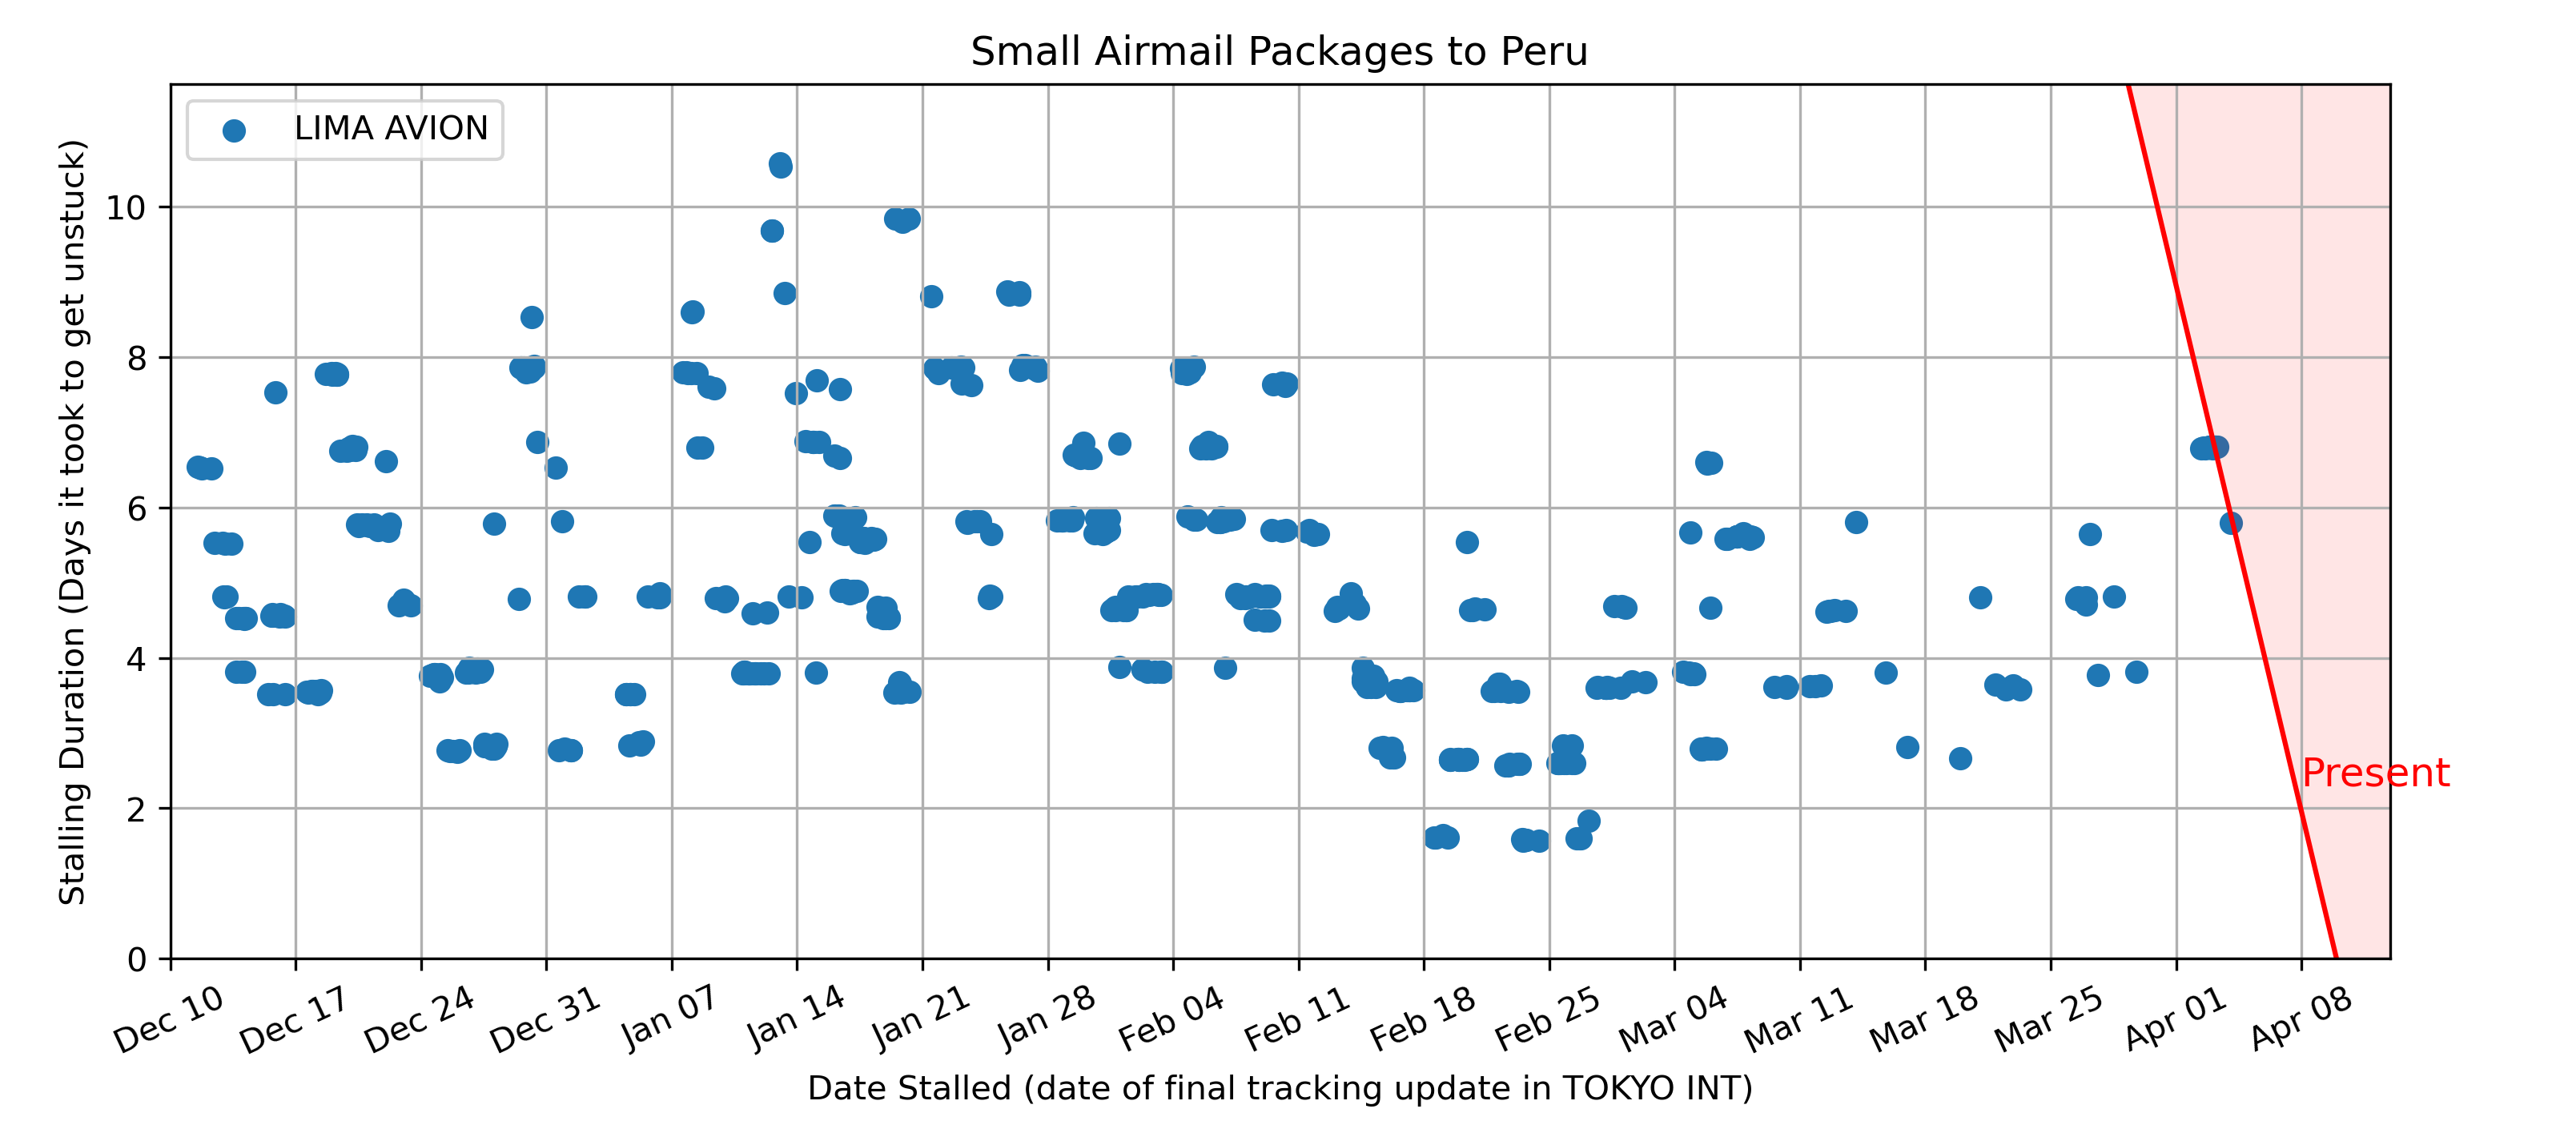 Small Airmail Packages to Peru
LIMA AVION
Stalling Duration (Days it took to get unstuck)
10
8
6
4
2
0
Present
Dec 10
Dec 17
Dec 24
Dec 31
Jan 07
Jan 14
Jan 21
Jan 28
Feb 04
Feb 11
Feb 18
Feb 25
Mar 04
Mar 11
Mar 18
Mar 25
Apr 01
Apr 08
Date Stalled (date of final tracking update in TOKYO INT)